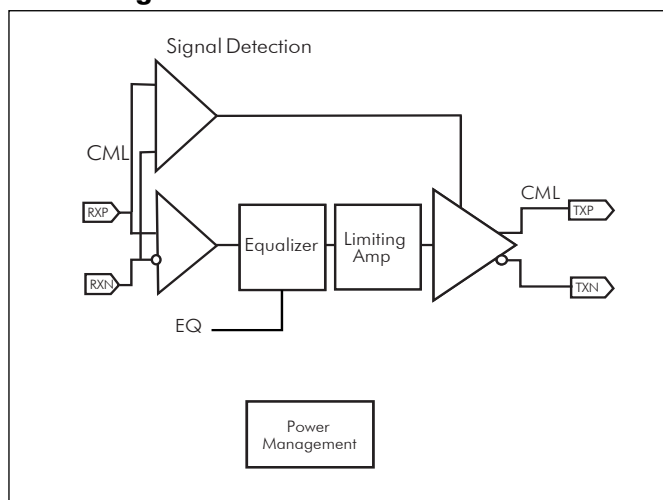 Signal Detection
CML
RXP
RXN
Equalizer
Limiting
Amp
CML
TXP
TXN
EQ
Power
Management